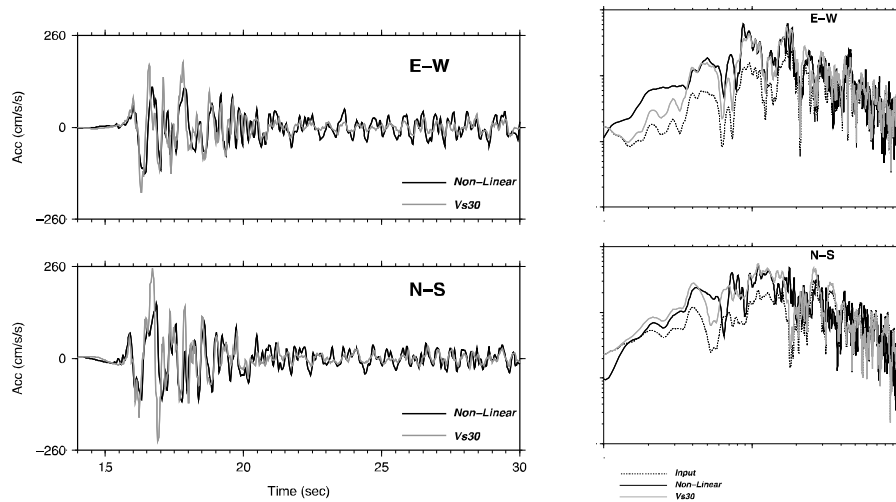 260
E-W
Acc (cm/s/s)
0
Non-Linear
Vs30
-260
260
N-S
Acc (cm/s/s)
0
Non-Linear
Vs30
-260
15
20
25
30
Time (sec)
E-W
N-S
Input
Non-Linear
Vs30